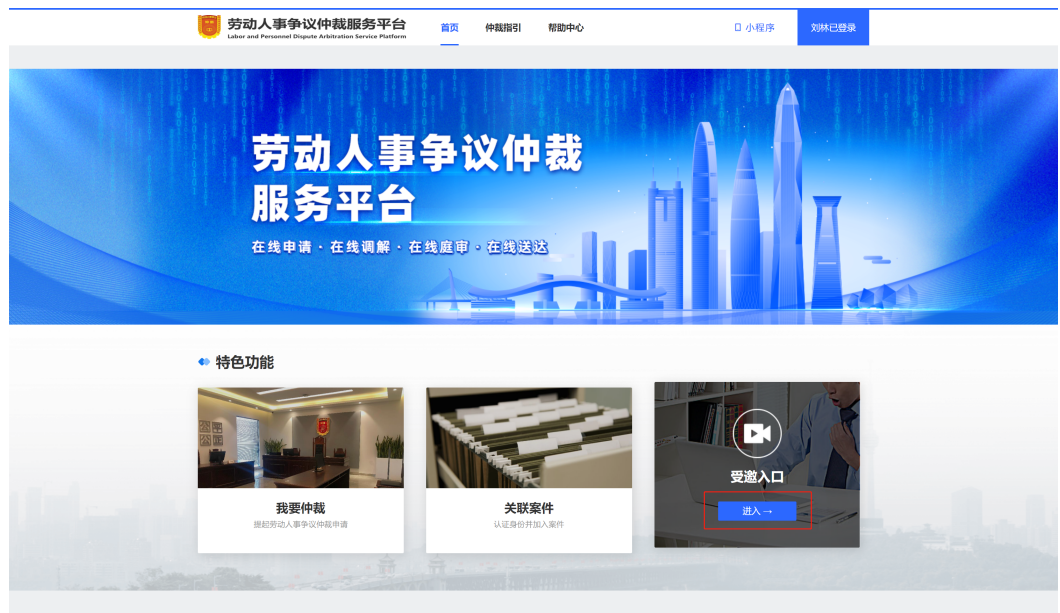 劳动人事争议仲裁服务平台
Labor and Personnel Dispute Arbitration Service Platform
首页 仲裁指引 帮助中心 小程序 刘林已登录
劳动人事争议仲裁
服务平台
在线申请 · 在线调解 · 在线庭审 · 在线送达
特色功能
我要仲裁
提起劳动人事争议仲裁申请
关联案件
认证身份并加入案件
受邀入口
进入 →